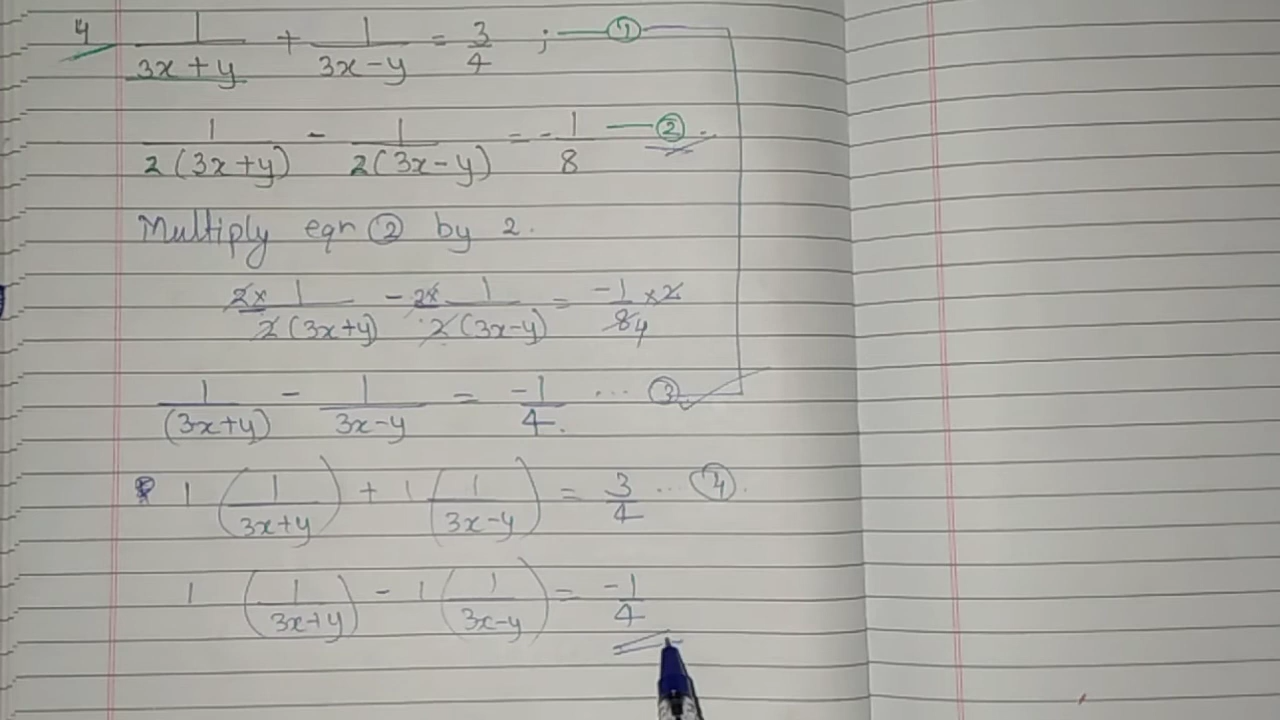 4 1/(3x+y) + 1/(3x-y) = 3/4 ; — ①
1/2(3x+y) - 1/2(3x-y) = -1/8 — ② .
Multiply eqn ② by 2.
2× 1/2(3x+y) - 2× 1/2(3x-y) = -1/8 ×2 4
1/(3x+y) - 1/3x-y = -1/4. ... ③
1 (1/3x+y) + 1 (1/3x-y) = 3/4 ... ④.
1 (1/3x+y) - 1 (1/3x-y) = -1/4